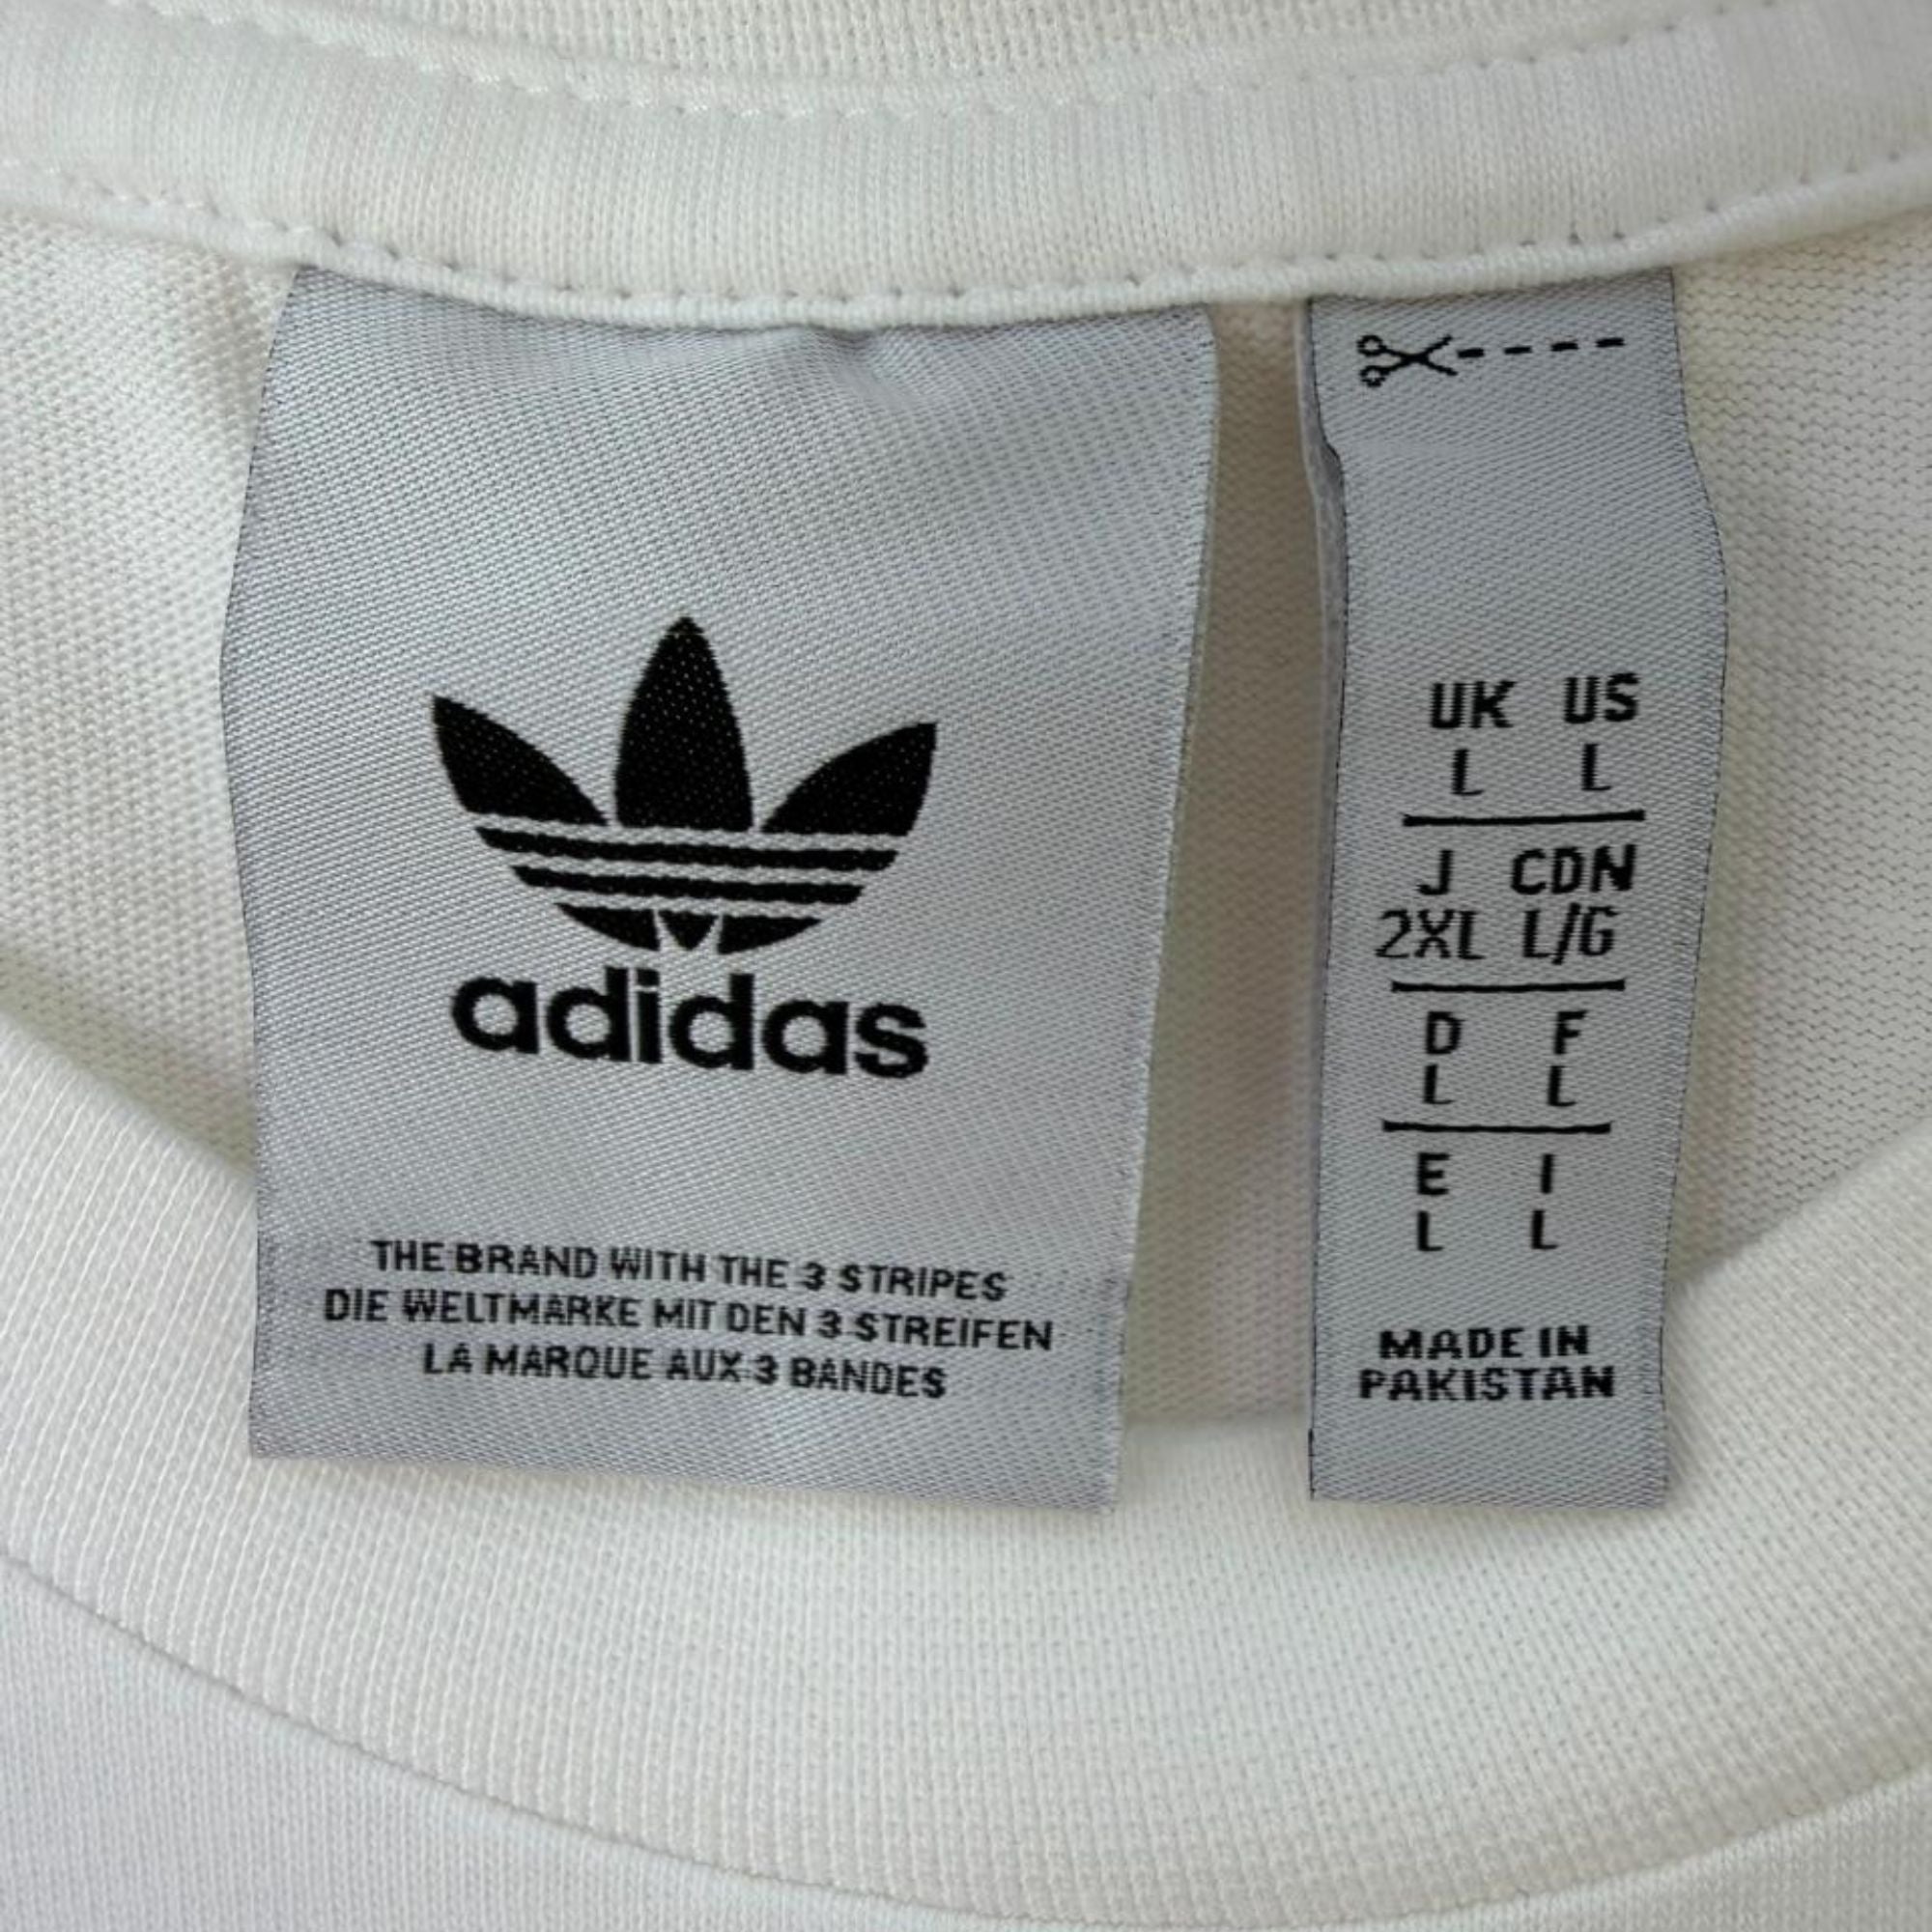 adidas
THE BRAND WITH THE 3 STRIPES
DIE WELTMARKE MIT DEN 3 STREIFEN
LA MARQUE AUX 3 BANDES
UK US
L L
J CDN
2XL L/G
D F
L L
E I
L L
MADE IN
PAKISTAN